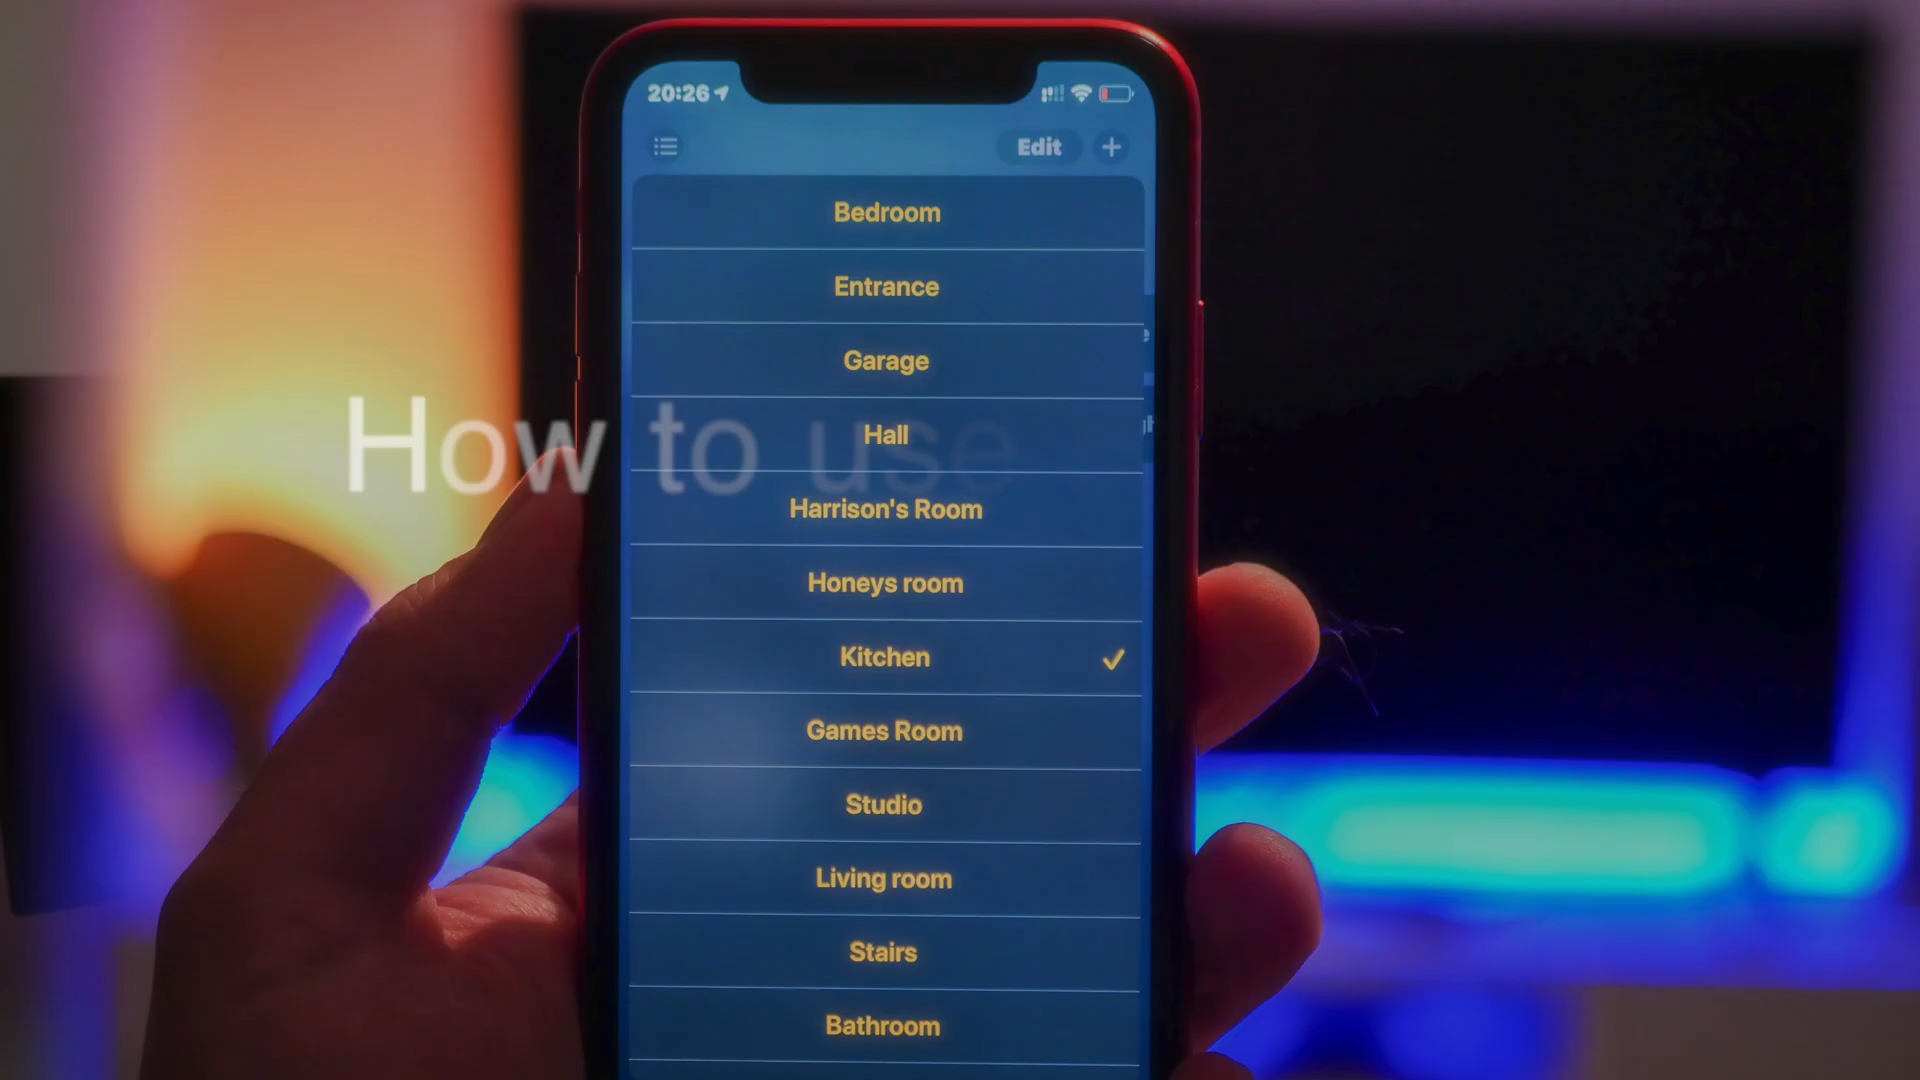 20:26
Edit
Bedroom
Entrance
Garage
Hall
How to use
Harrison's Room
Honeys room
Kitchen
Games Room
Studio
Living room
Stairs
Bathroom